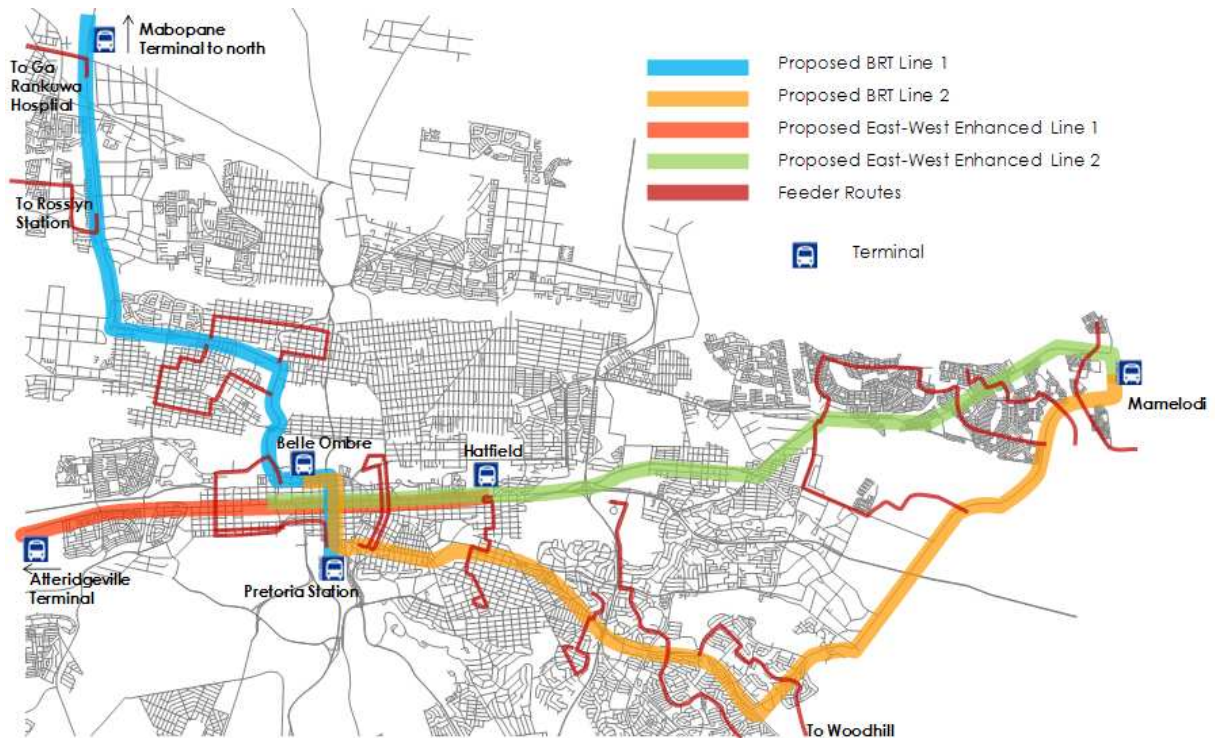 Mabopane
Terminal to north
To Ga
Rankuwa
Hosptial
To Rosslyn
Station
Proposed BRT Line 1
Proposed BRT Line 2
Proposed East-West Enhanced Line 1
Proposed East-West Enhanced Line 2
Feeder Routes
Terminal
Mamelodi
Belle Ombre
Hatfield
Atteridgeville
Terminal
Pretoria Station
To Woodhill